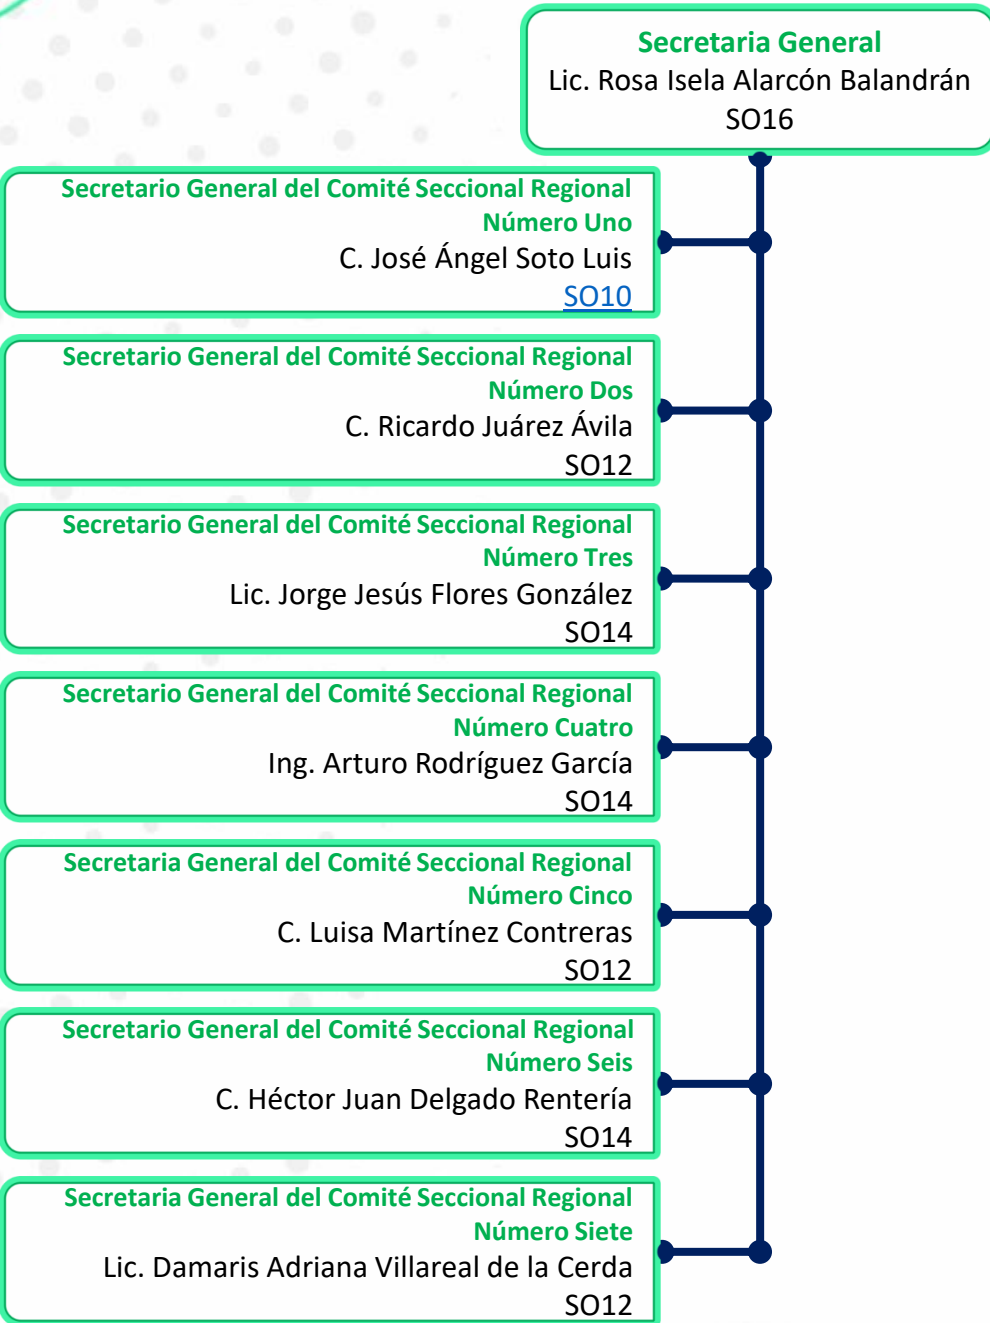 Secretaria General
Lic. Rosa Isela Alarcón Balandrán
SO16
Secretario General del Comité Seccional Regional
Número Uno
C. José Ángel Soto Luis
SO10
Secretario General del Comité Seccional Regional
Número Dos
C. Ricardo Juárez Ávila
SO12
Secretario General del Comité Seccional Regional
Número Tres
Lic. Jorge Jesús Flores González
SO14
Secretario General del Comité Seccional Regional
Número Cuatro
Ing. Arturo Rodríguez García
SO14
Secretaria General del Comité Seccional Regional
Número Cinco
C. Luisa Martínez Contreras
SO12
Secretario General del Comité Seccional Regional
Número Seis
C. Héctor Juan Delgado Rentería
SO14
Secretaria General del Comité Seccional Regional
Número Siete
Lic. Damaris Adriana Villareal de la Cerda
SO12